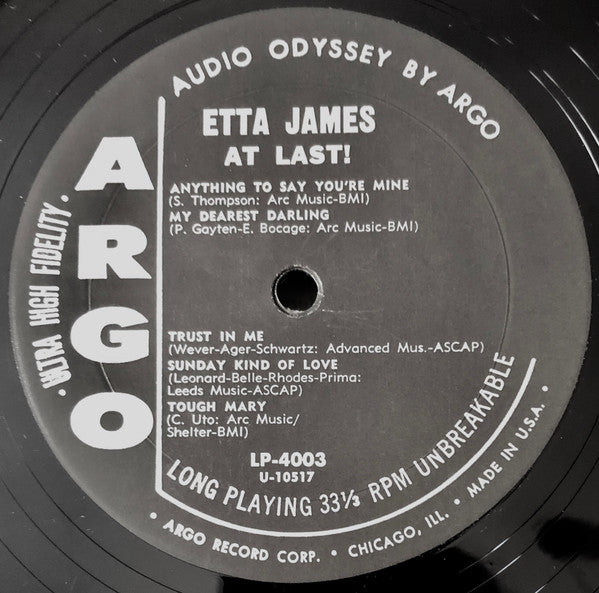 AUDIO ODYSSEY BY ARGO
ETTA JAMES
AT LAST!
ARGO
· ULTRA HIGH FIDELITY ·
ANYTHING TO SAY YOU'RE MINE
(S. Thompson: Arc Music-BMI)
MY DEAREST DARLING
(P. Gayten-E. Bocage: Arc Music-BMI)
TRUST IN ME
(Wever-Ager-Schwartz: Advanced Mus.-ASCAP)
SUNDAY KIND OF LOVE
(Leonard-Belle-Rhodes-Prima:
Leeds Music-ASCAP)
TOUGH MARY
(C. Uto: Arc Music/
Shelter-BMI)
LP-4003
U-10517
LONG PLAYING 33⅓ RPM UNBREAKABLE
· ARGO RECORD CORP. · CHICAGO, ILL. · MADE IN U.S.A. ·